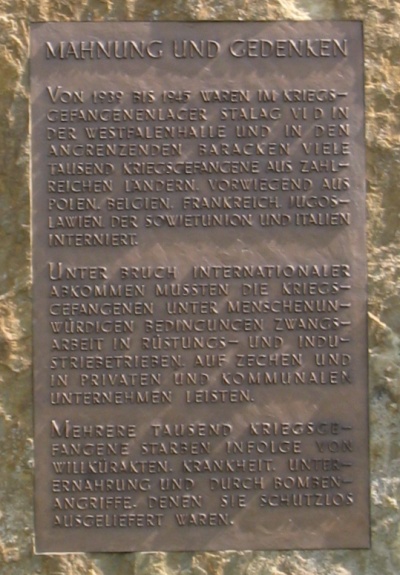 MAHNUNG UND GEDENKEN
VON 1939 BIS 1945 WAREN IM KRIEGS-
GEFANGENENLAGER STALAG VI D IN
DER WESTFALENHALLE UND IN DEN
ANGRENZENDEN BARACKEN VIELE
TAUSEND KRIEGSGEFANGENE AUS ZAHL-
REICHEN LÄNDERN, VORWIEGEND AUS
POLEN, BELGIEN, FRANKREICH, JUGOS-
LAWIEN, DER SOWJETUNION UND ITALIEN
INTERNIERT.
UNTER BRUCH INTERNATIONALER
ABKOMMEN MUSSTEN DIE KRIEGS-
GEFANGENEN UNTER MENSCHENUN-
WÜRDIGEN BEDINGUNGEN ZWANGS-
ARBEIT IN RÜSTUNGS- UND INDU-
STRIEBETRIEBEN, AUF ZECHEN UND
IN PRIVATEN UND KOMMUNALEN
UNTERNEHMEN LEISTEN.
MEHRERE TAUSEND KRIEGSGE-
FANGENE STARBEN INFOLGE VON
WILLKÜRAKTEN, KRANKHEIT, UNTER-
ERNÄHRUNG UND DURCH BOMBEN-
ANGRIFFE, DENEN SIE SCHUTZLOS
AUSGELIEFERT WAREN.